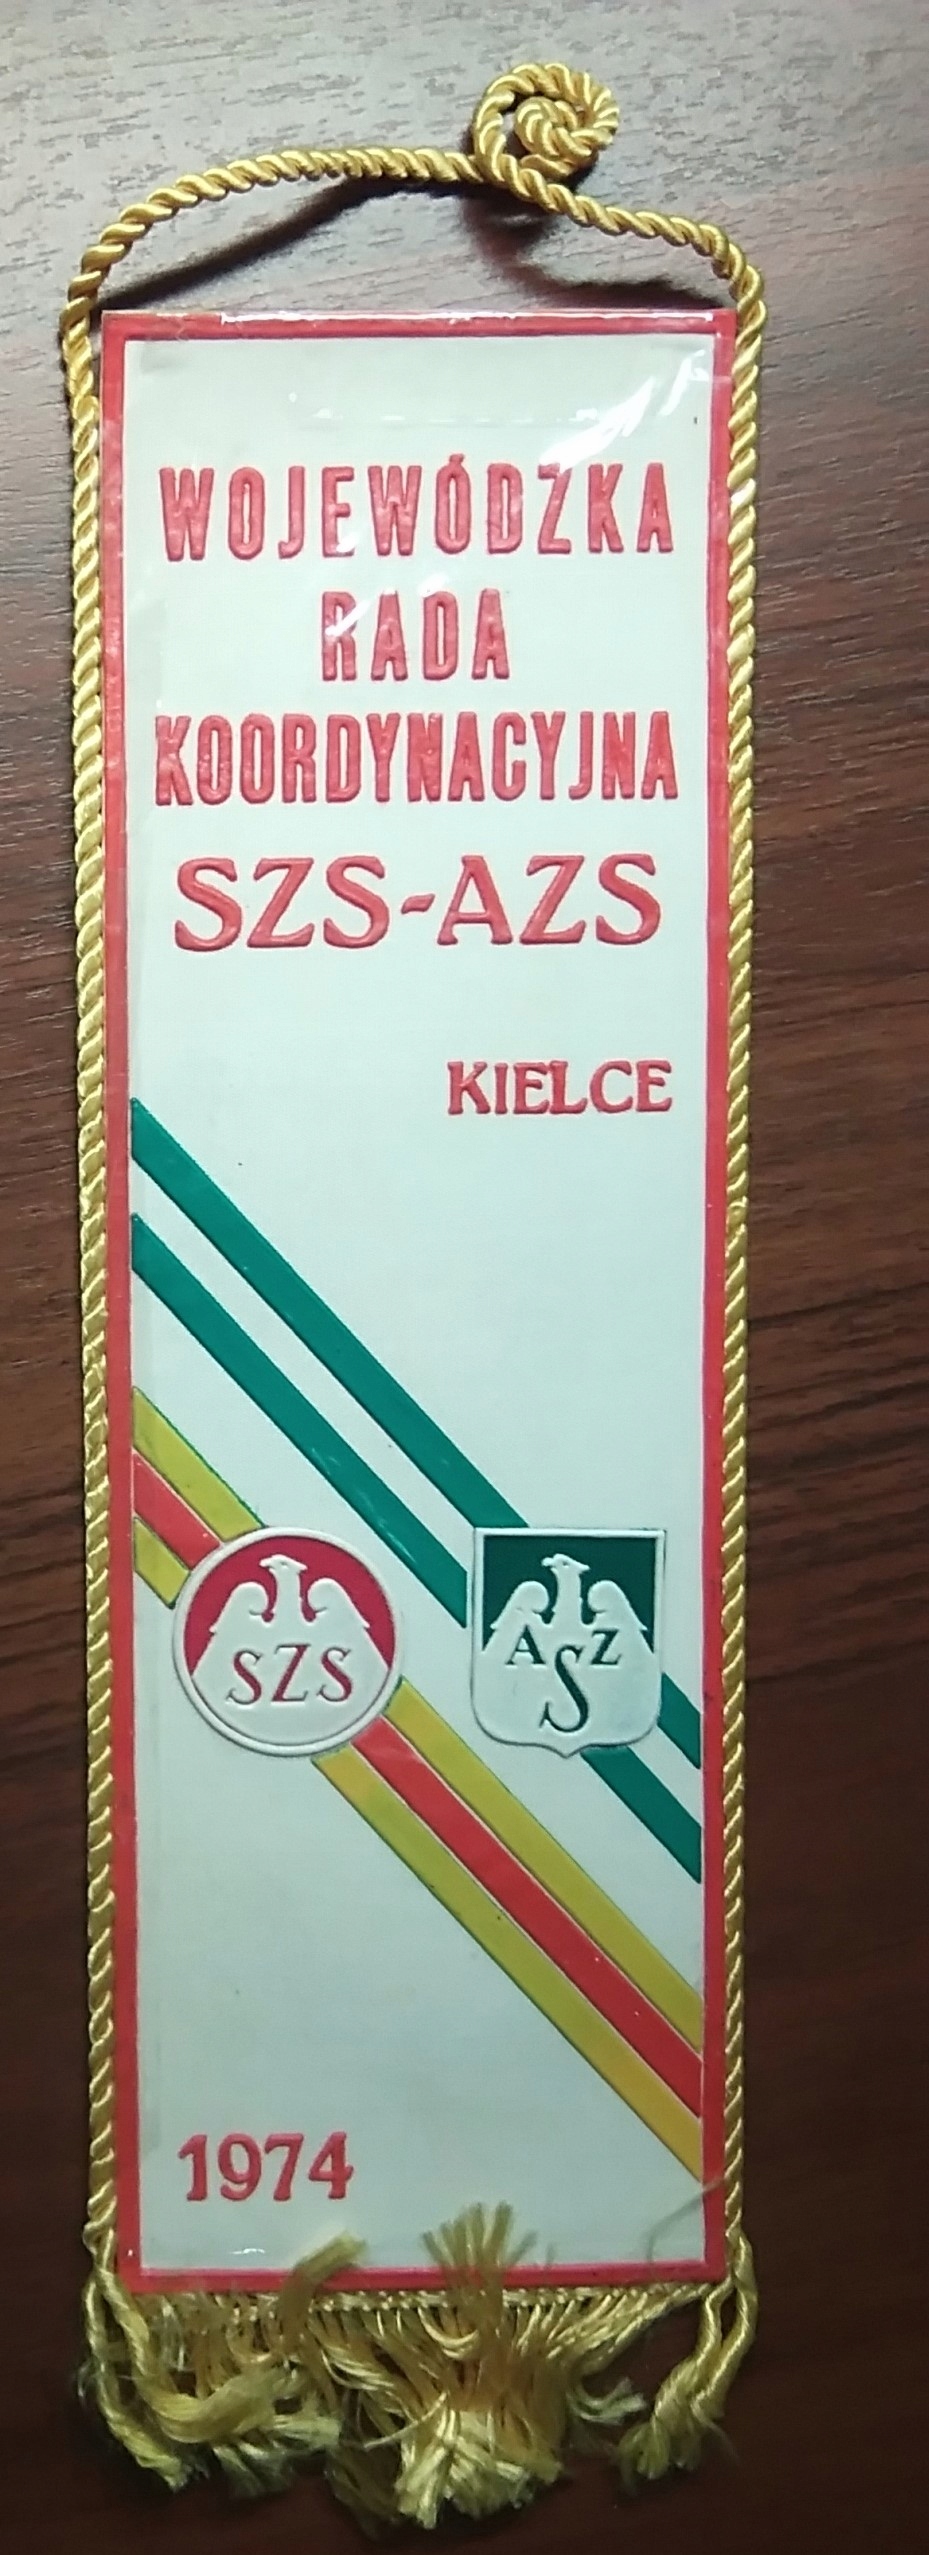 WOJEWÓDZKA
RADA
KOORDYNACYJNA
SZS-AZS
KIELCE
SZS
AZS
1974